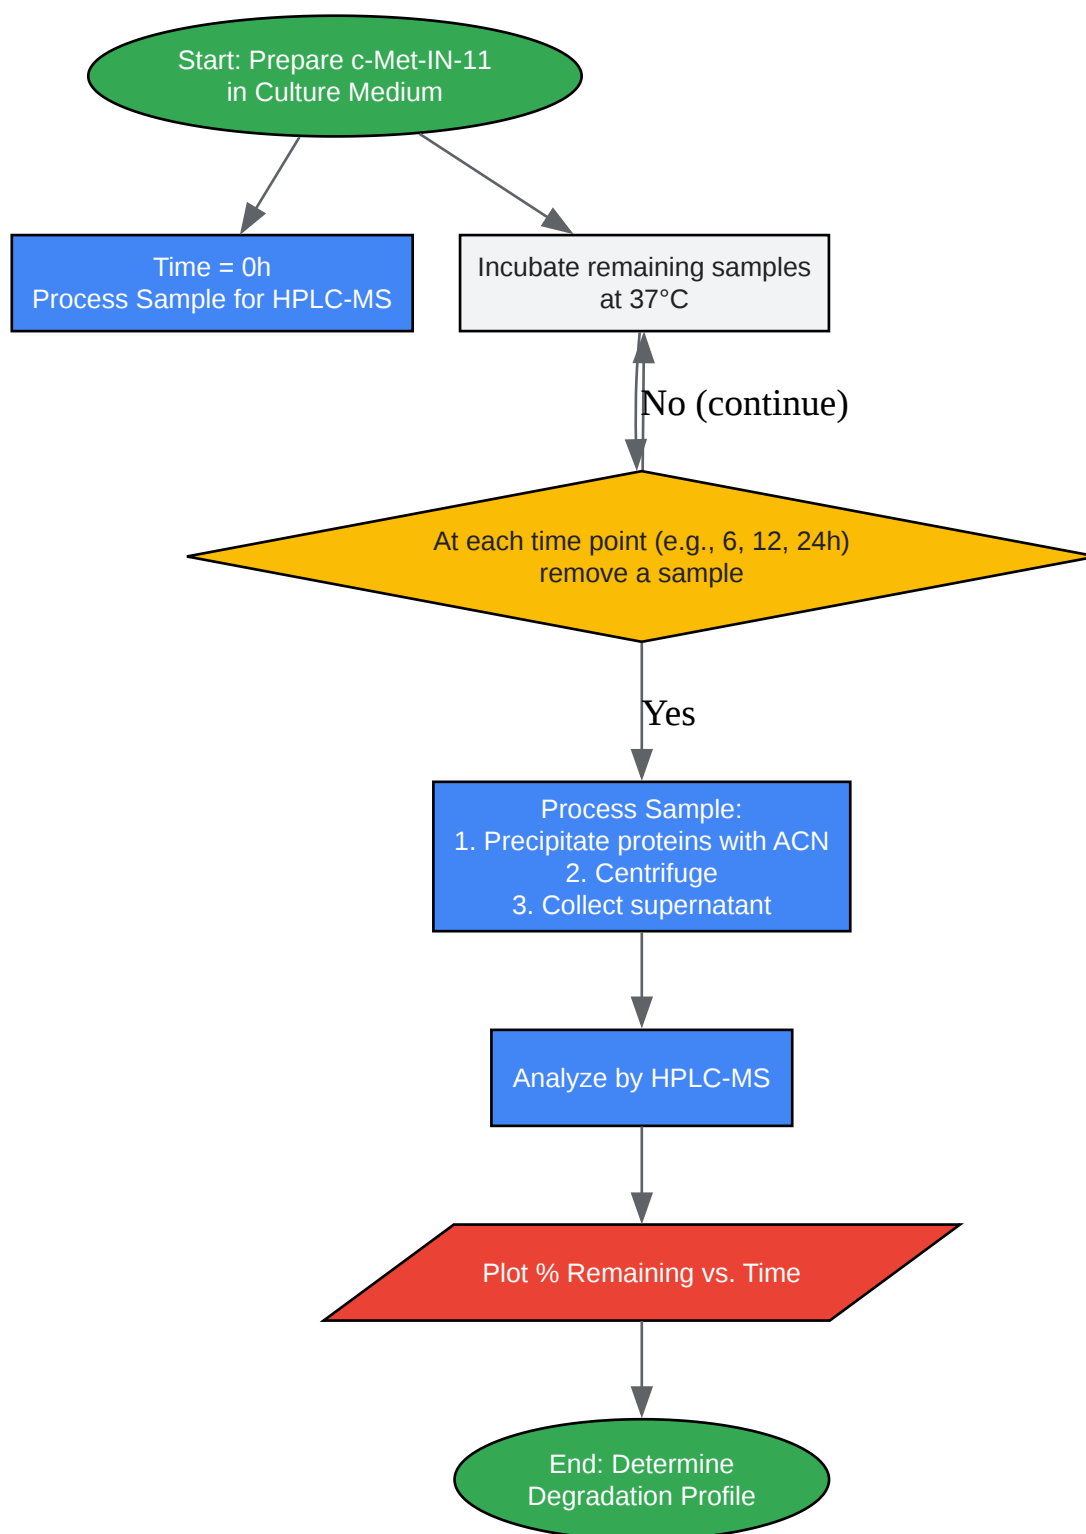 Start: Prepare c-Met-IN-11
in Culture Medium
Time = 0h
Process Sample for HPLC-MS
Incubate remaining samples
at 37°C
No (continue)
At each time point (e.g., 6, 12, 24h)
remove a sample
Yes
Process Sample:
1. Precipitate proteins with ACN
2. Centrifuge
3. Collect supernatant
Analyze by HPLC-MS
Plot % Remaining vs. Time
End: Determine
Degradation Profile